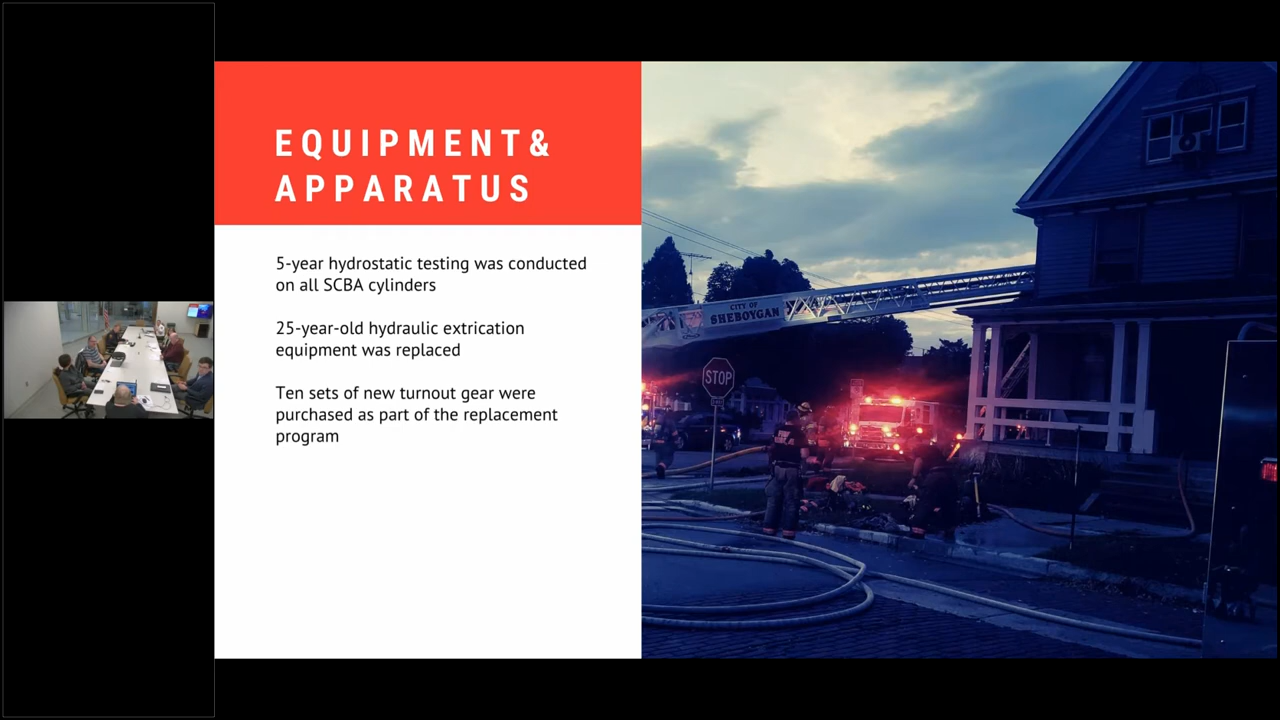 EQUIPMENT&
APPARATUS
5-year hydrostatic testing was conducted
on all SCBA cylinders
25-year-old hydraulic extrication
equipment was replaced
Ten sets of new turnout gear were
purchased as part of the replacement
program
CITY OF
SHEBOYGAN
STOP